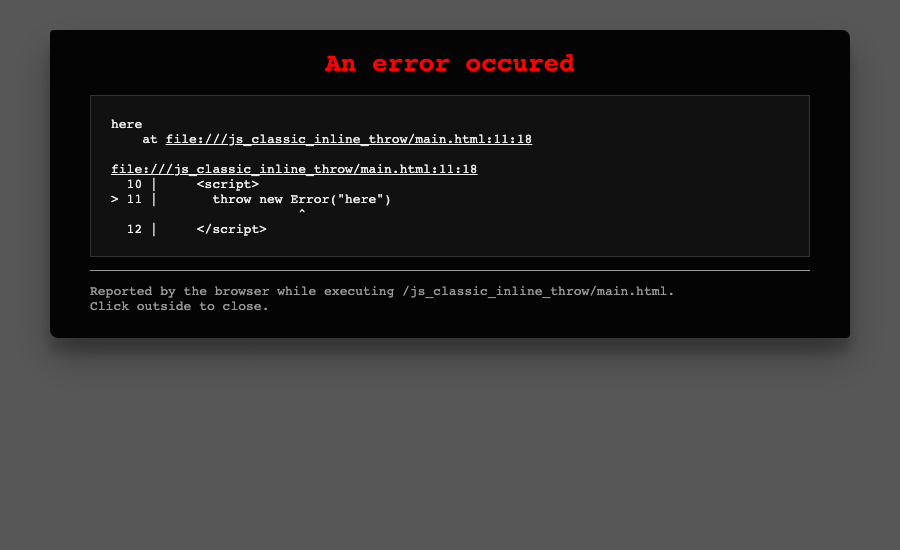 An error occured
here
    at file:///js_classic_inline_throw/main.html:11:18
file:///js_classic_inline_throw/main.html:11:18
  10 |     <script>
> 11 |       throw new Error("here")
                        ^
  12 |     </script>
Reported by the browser while executing /js_classic_inline_throw/main.html.
Click outside to close.